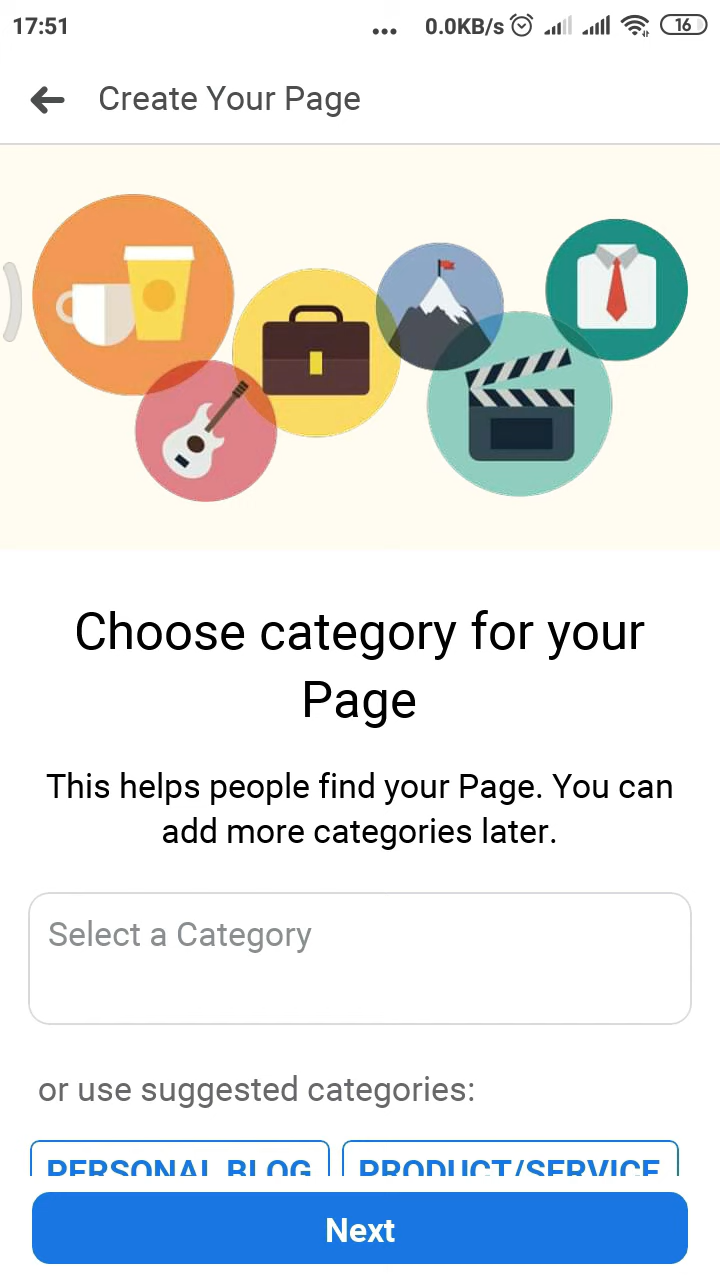 17:51 ... 0.0KB/s 16
Create Your Page
Choose category for your
Page
This helps people find your Page. You can
add more categories later.
Select a Category
or use suggested categories:
PERSONAL BLOG PRODUCT/SERVICE
Next